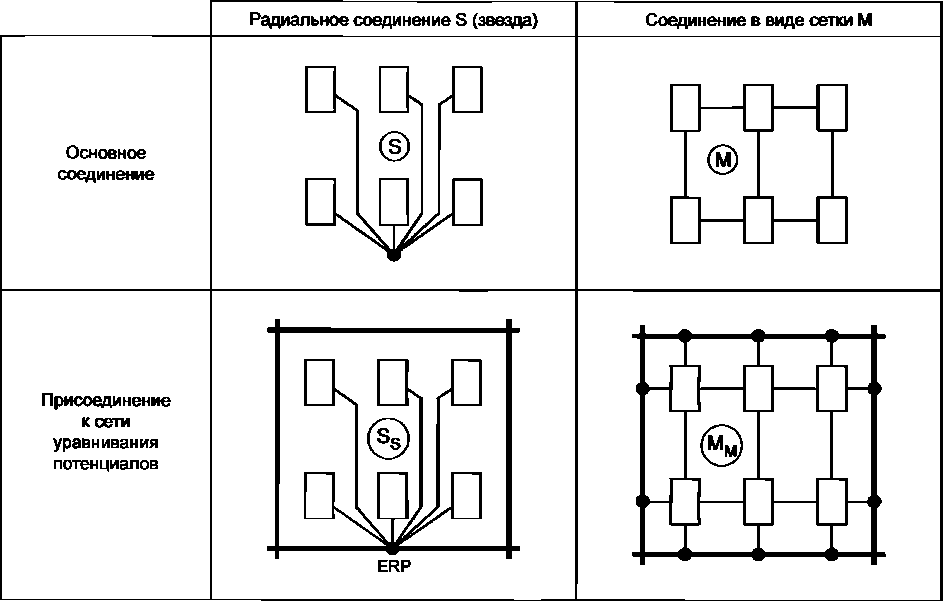 Радиальное соединение S (звезда)
Соединение в виде сетки M
Основное
соединение
S
M
Присоединение
к сети
уравнивания
потенциалов
SS
MM
ERP